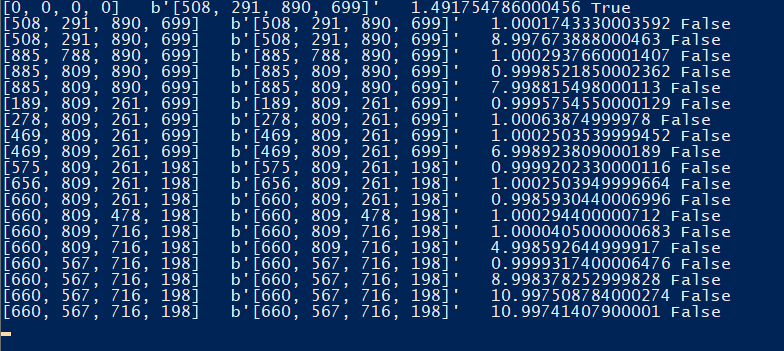 [0, 0, 0, 0]   b'[508, 291, 890, 699]'   1.491754786000456 True
[508, 291, 890, 699]   b'[508, 291, 890, 699]'   1.0001743330003592 False
[508, 291, 890, 699]   b'[508, 291, 890, 699]'   8.997673888000463 False
[885, 788, 890, 699]   b'[885, 788, 890, 699]'   1.0002937660001407 False
[885, 809, 890, 699]   b'[885, 809, 890, 699]'   0.9998521850002362 False
[885, 809, 890, 699]   b'[885, 809, 890, 699]'   7.998815498000113 False
[189, 809, 261, 699]   b'[189, 809, 261, 699]'   0.9995754550000129 False
[278, 809, 261, 699]   b'[278, 809, 261, 699]'   1.00063874999978 False
[469, 809, 261, 699]   b'[469, 809, 261, 699]'   1.0002503539999452 False
[469, 809, 261, 699]   b'[469, 809, 261, 699]'   6.998923809000189 False
[575, 809, 261, 198]   b'[575, 809, 261, 198]'   0.9999202330000116 False
[656, 809, 261, 198]   b'[656, 809, 261, 198]'   1.0002503949999664 False
[660, 809, 261, 198]   b'[660, 809, 261, 198]'   0.9985930440006996 False
[660, 809, 478, 198]   b'[660, 809, 478, 198]'   1.000294400000712 False
[660, 809, 716, 198]   b'[660, 809, 716, 198]'   1.0000405000000683 False
[660, 809, 716, 198]   b'[660, 809, 716, 198]'   4.998592644999917 False
[660, 567, 716, 198]   b'[660, 567, 716, 198]'   0.9999317400006476 False
[660, 567, 716, 198]   b'[660, 567, 716, 198]'   8.998378252999828 False
[660, 567, 716, 198]   b'[660, 567, 716, 198]'   10.997508784000274 False
[660, 567, 716, 198]   b'[660, 567, 716, 198]'   10.99741407900001 False